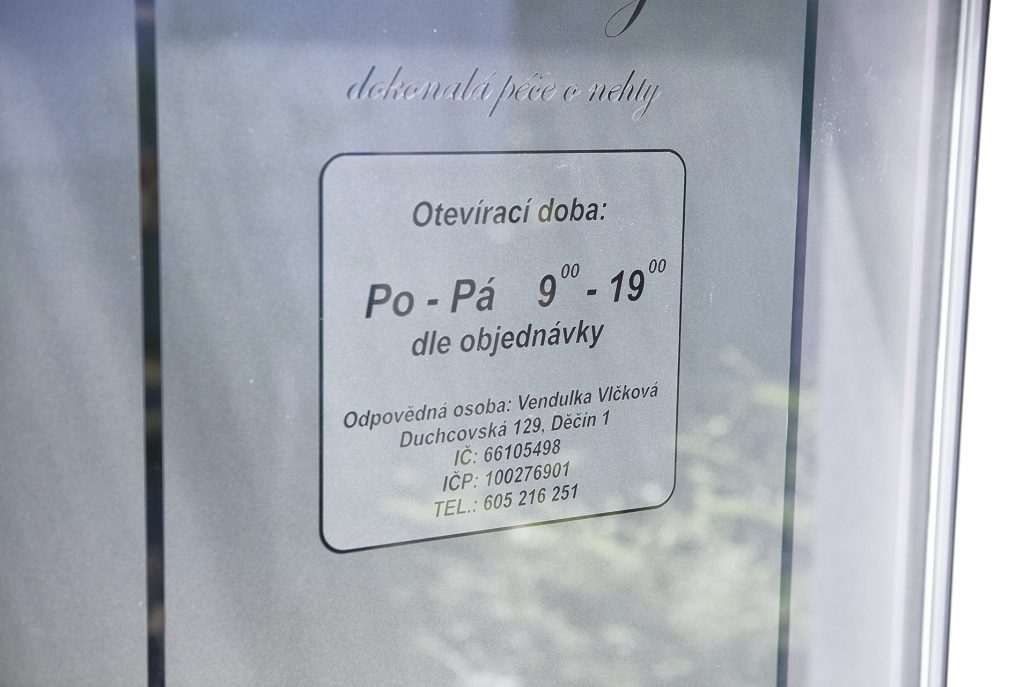 dokonalá péče o nehty
Otevírací doba:
Po - Pá 9⁰⁰ - 19⁰⁰
dle objednávky
Odpovědná osoba: Vendulka Vlčková
Duchcovská 129, Děčín 1
IČ: 66105498
IČP: 100276901
TEL.: 605 216 251